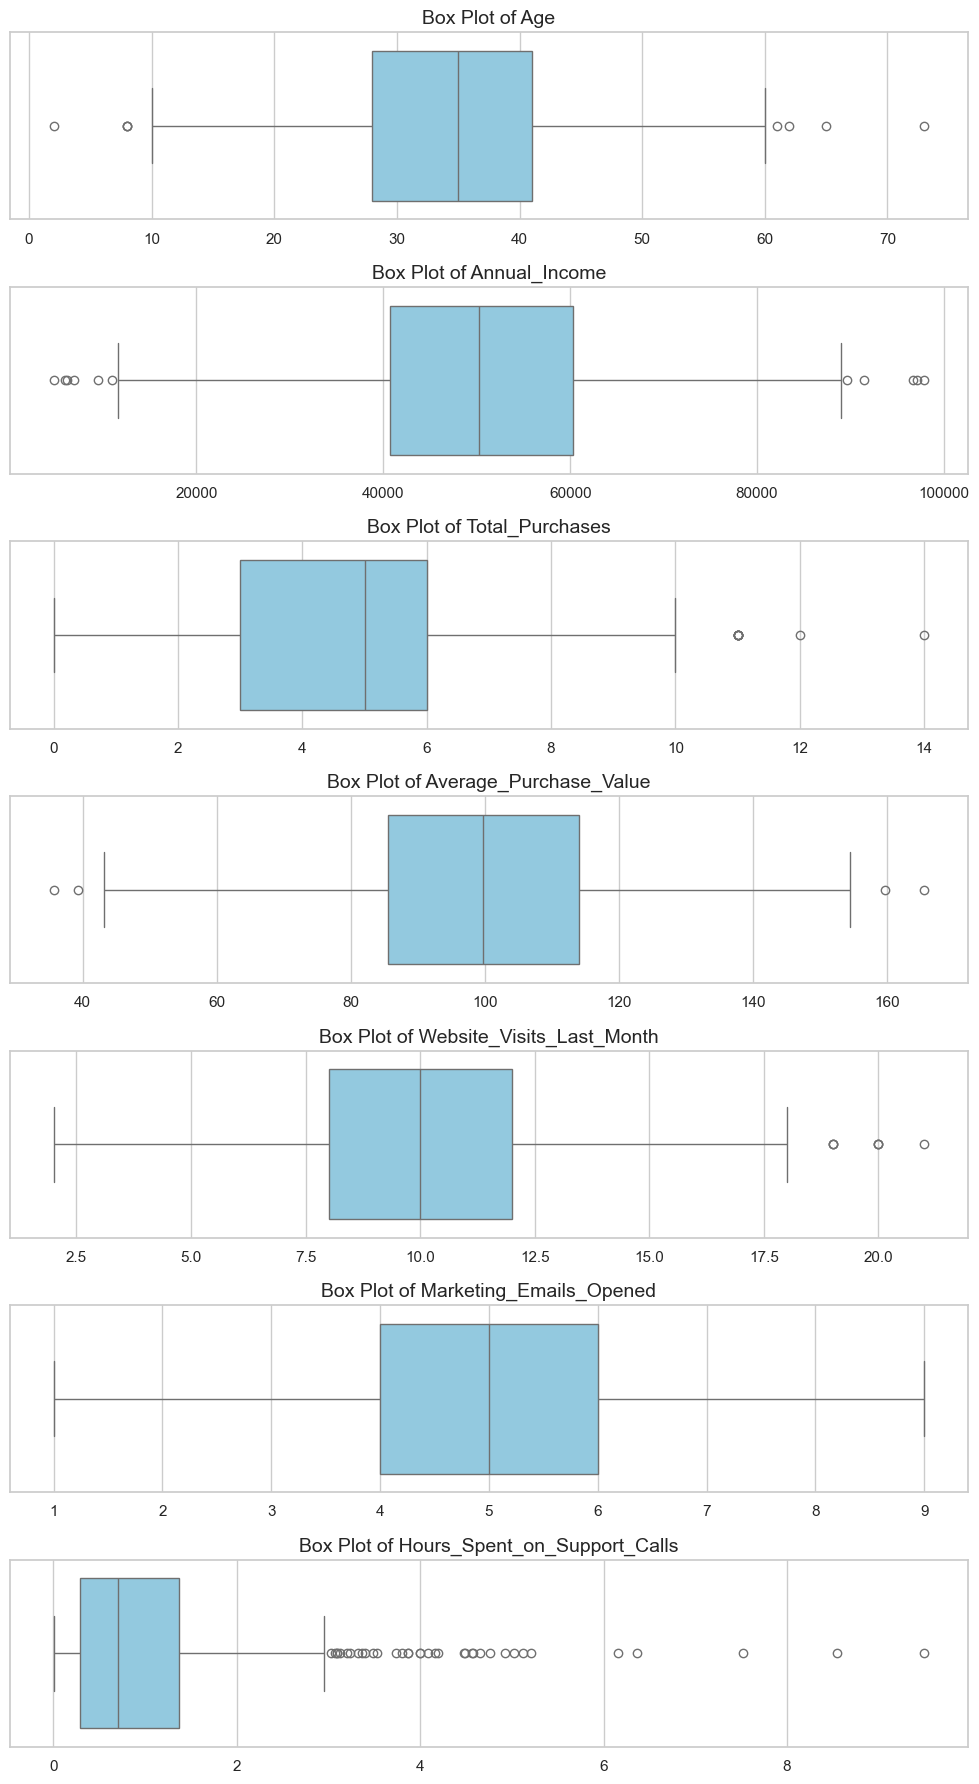 Box Plot of Age
0 10 20 30 40 50 60 70
Box Plot of Annual_Income
20000 40000 60000 80000 100000
Box Plot of Total_Purchases
0 2 4 6 8 10 12 14
Box Plot of Average_Purchase_Value
40 60 80 100 120 140 160
Box Plot of Website_Visits_Last_Month
2.5 5.0 7.5 10.0 12.5 15.0 17.5 20.0
Box Plot of Marketing_Emails_Opened
1 2 3 4 5 6 7 8 9
Box Plot of Hours_Spent_on_Support_Calls
0 2 4 6 8